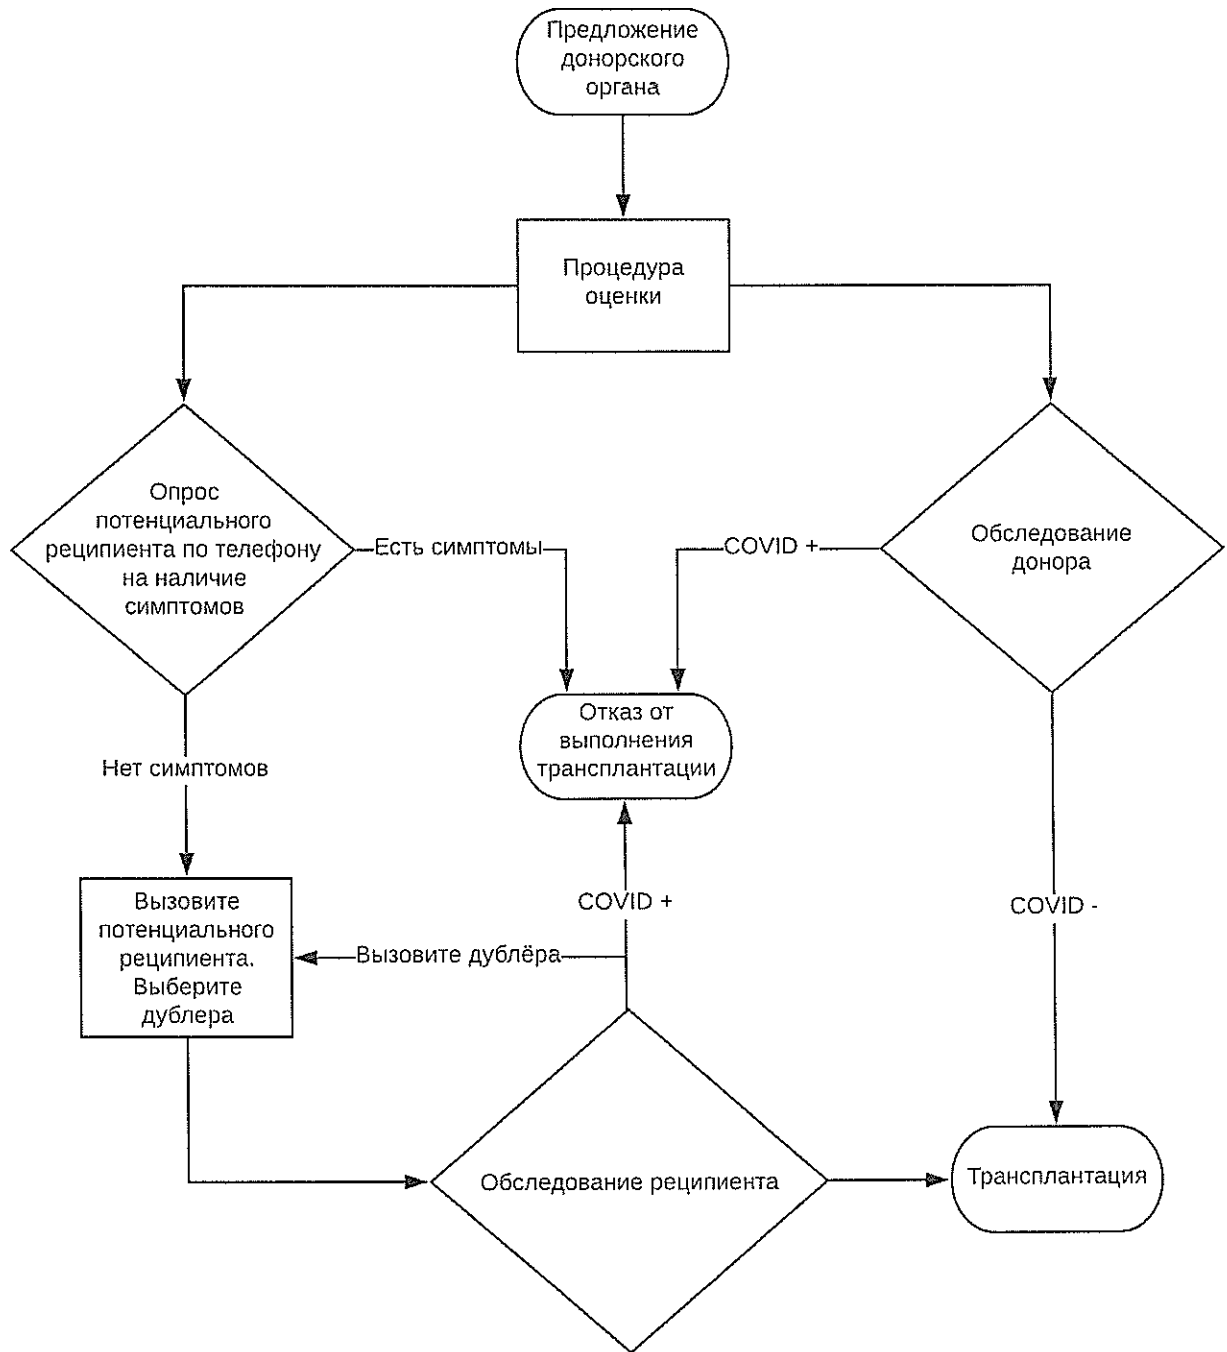 Предложение
донорского
органа
Процедура
оценки
Опрос
потенциального
реципиента по телефону
на наличие
симптомов
Есть симптомы
COVID +
Обследование
донора
Отказ от
выполнения
трансплантации
Нет симптомов
Вызовите
потенциального
реципиента.
Выберите
дублера
COVID +
COVID -
Вызовите дублёра
Обследование реципиента
Трансплантация